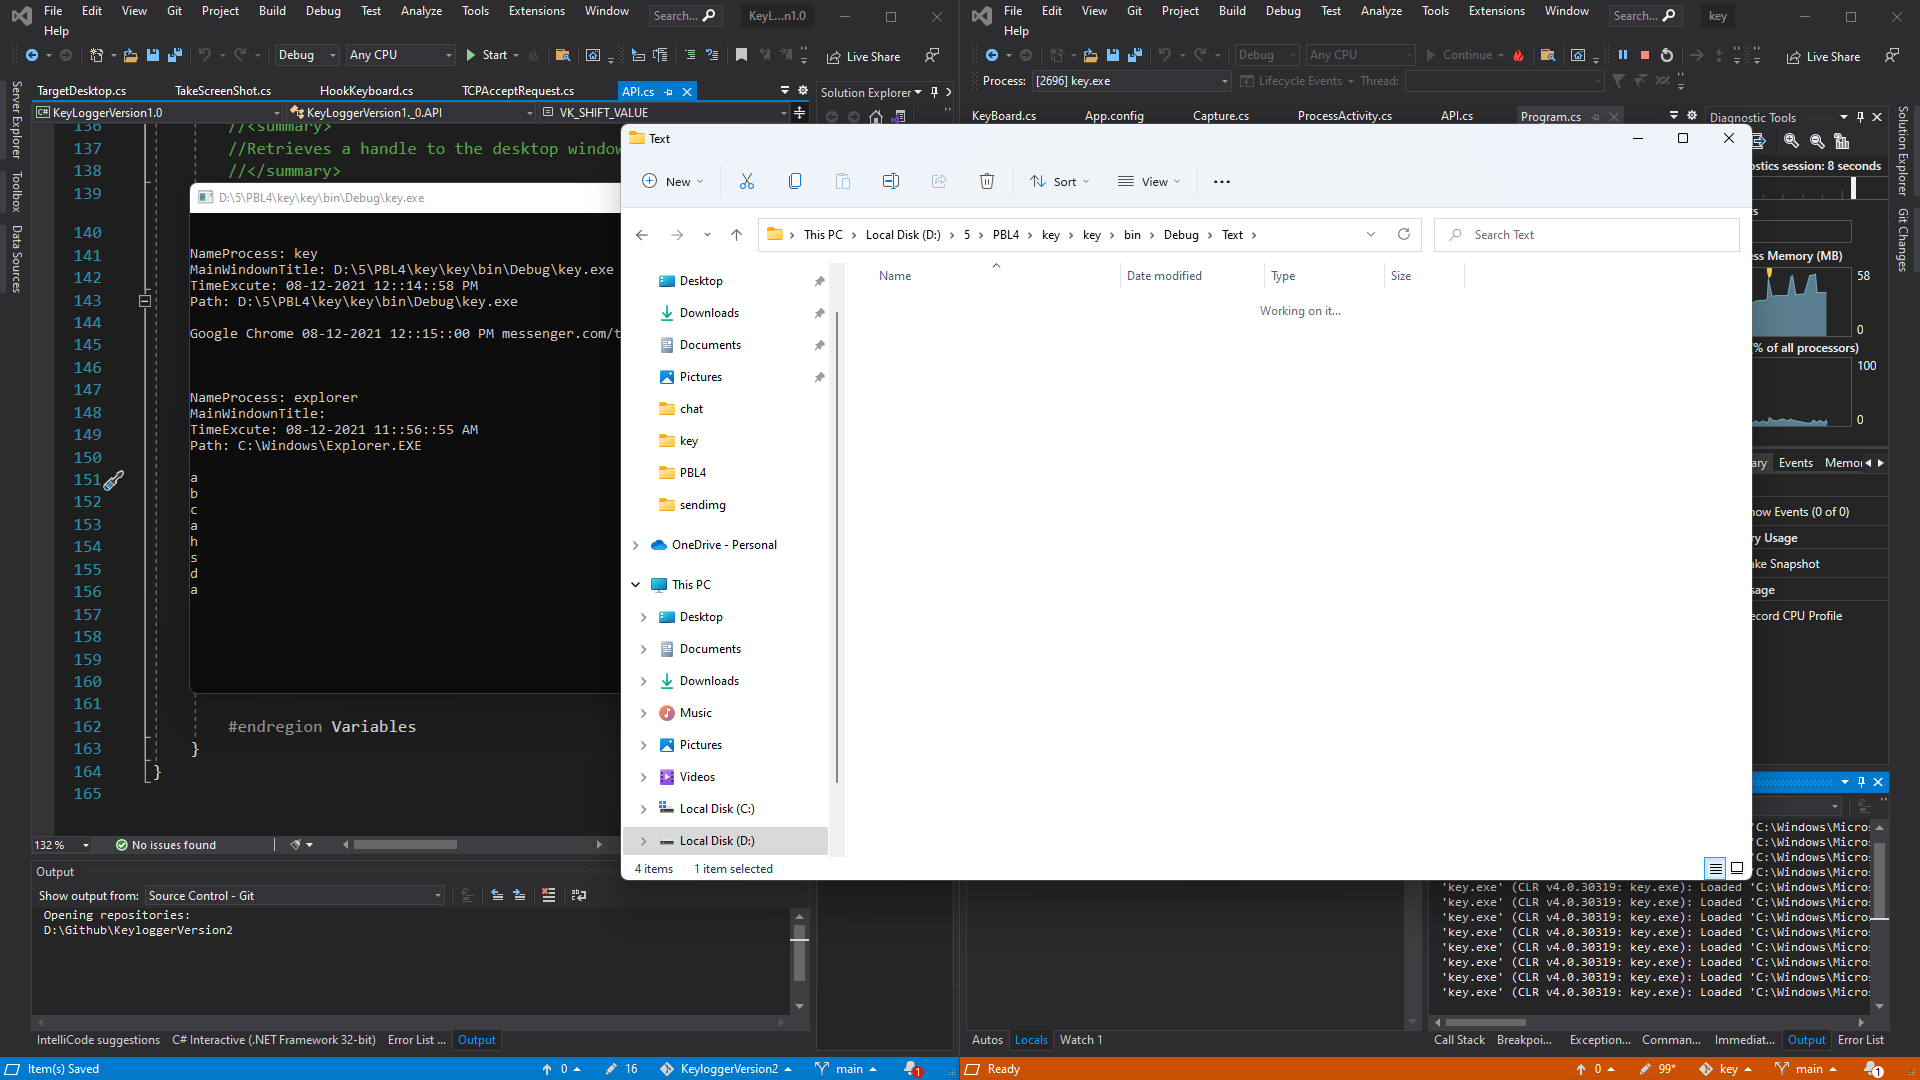 File Edit View Git Project Build Debug Test Analyze Tools Extensions Window Search... KeyL...n1.0
Help
Debug Any CPU Start Live Share
TargetDesktop.cs TakeScreenShot.cs HookKeyboard.cs TCPAcceptRequest.cs API.cs
KeyLoggerVersion1.0 KeyLoggerVersion1._0.API VK_SHIFT_VALUE
Solution Explorer
Server Explorer
Toolbox
Data Sources
136 //<summary>
137 //Retrieves a handle to the desktop window
138 //</summary>
139
140
141
142
143
144
145
146
147
148
149
150
151
152
153
154
155
156
157
158
159
160
161
162 #endregion Variables
163 }
164 }
165
D:\5\PBL4\key\key\bin\Debug\key.exe
NameProcess: key
MainWindownTitle: D:\5\PBL4\key\key\bin\Debug\key.exe
TimeExcute: 08-12-2021 12::14::58 PM
Path: D:\5\PBL4\key\key\bin\Debug\key.exe
Google Chrome 08-12-2021 12::15::00 PM messenger.com/t
NameProcess: explorer
MainWindownTitle:
TimeExcute: 08-12-2021 11::56::55 AM
Path: C:\Windows\Explorer.EXE
a
b
c
a
h
s
d
a
132 % No issues found
Output
Show output from: Source Control - Git
Opening repositories:
D:\Github\KeyloggerVersion2
IntelliCode suggestions C# Interactive (.NET Framework 32-bit) Error List ... Output
Item(s) Saved 0 16 KeyloggerVersion2 main 1
File Edit View Git Project Build Debug Test Analyze Tools Extensions Window Search... key
Help
Debug Any CPU Continue Live Share
Process: [2696] key.exe Lifecycle Events Thread:
KeyBoard.cs App.config Capture.cs ProcessActivity.cs API.cs Program.cs
Diagnostic Tools
Solution Explorer
Git Changes
Text
New Sort View
This PC Local Disk (D:) 5 PBL4 key key bin Debug Text
Search Text
Name Date modified Type Size
Working on it...
Desktop
Downloads
Documents
Pictures
chat
key
PBL4
sendimg
OneDrive - Personal
This PC
Desktop
Documents
Downloads
Music
Pictures
Videos
Local Disk (C:)
Local Disk (D:)
4 items 1 item selected
ostics session: 8 seconds
ts
ss Memory (MB)
58
0
(% of all processors)
100
0
ary Events Memor
how Events (0 of 0)
ry Usage
ake Snapshot
sage
ecord CPU Profile
'C:\Windows\Micro
'C:\Windows\Micro
'C:\Windows\Micro
'C:\Windows\Micro
'key.exe' (CLR v4.0.30319: key.exe): Loaded 'C:\Windows\Micro
'key.exe' (CLR v4.0.30319: key.exe): Loaded 'C:\Windows\Micro
'key.exe' (CLR v4.0.30319: key.exe): Loaded 'C:\Windows\Micro
'key.exe' (CLR v4.0.30319: key.exe): Loaded 'C:\Windows\Micro
'key.exe' (CLR v4.0.30319: key.exe): Loaded 'C:\Windows\Micro
'key.exe' (CLR v4.0.30319: key.exe): Loaded 'C:\Windows\Micro
'key.exe' (CLR v4.0.30319: key.exe): Loaded 'C:\Windows\Micro
'key.exe' (CLR v4.0.30319: key.exe): Loaded 'C:\Windows\Micro
Autos Locals Watch 1
Call Stack Breakpoi... Exception... Comman... Immediat... Output Error List
Ready 0 99* key main 1